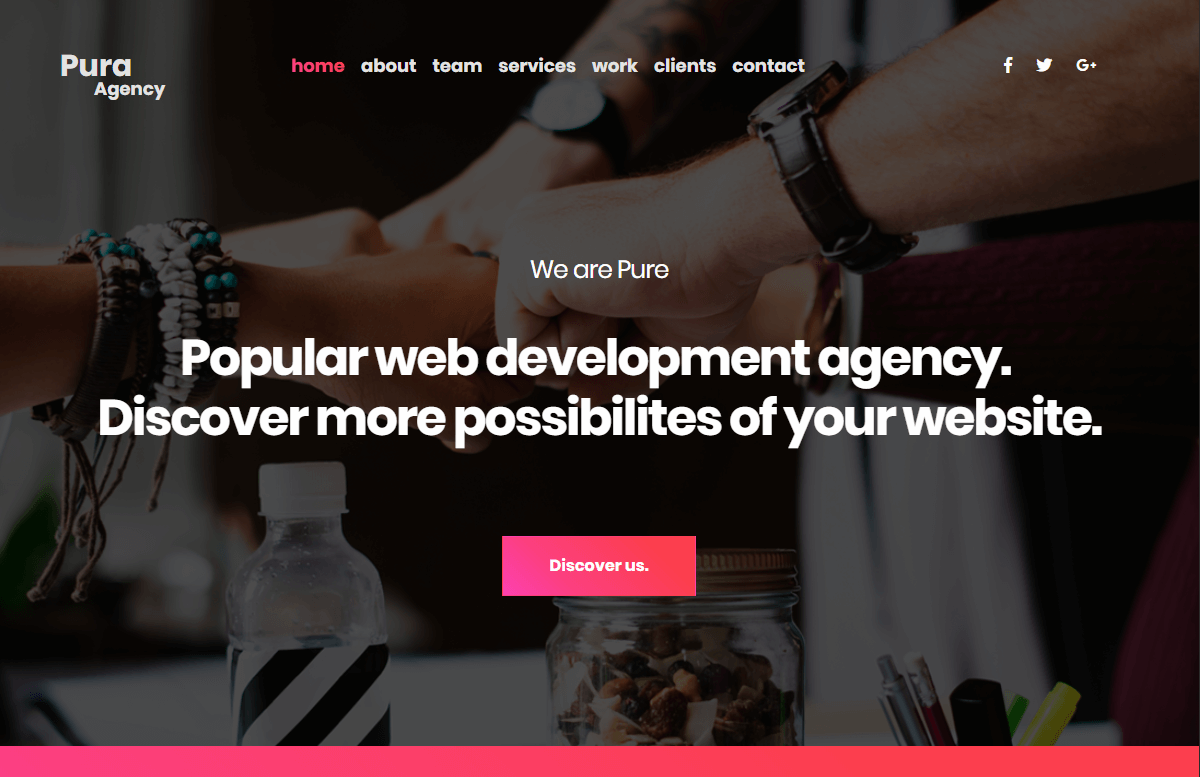 Pura
Agency
home about team services work clients contact
We are Pure
Popular web development agency.
Discover more possibilites of your website.
Discover us.